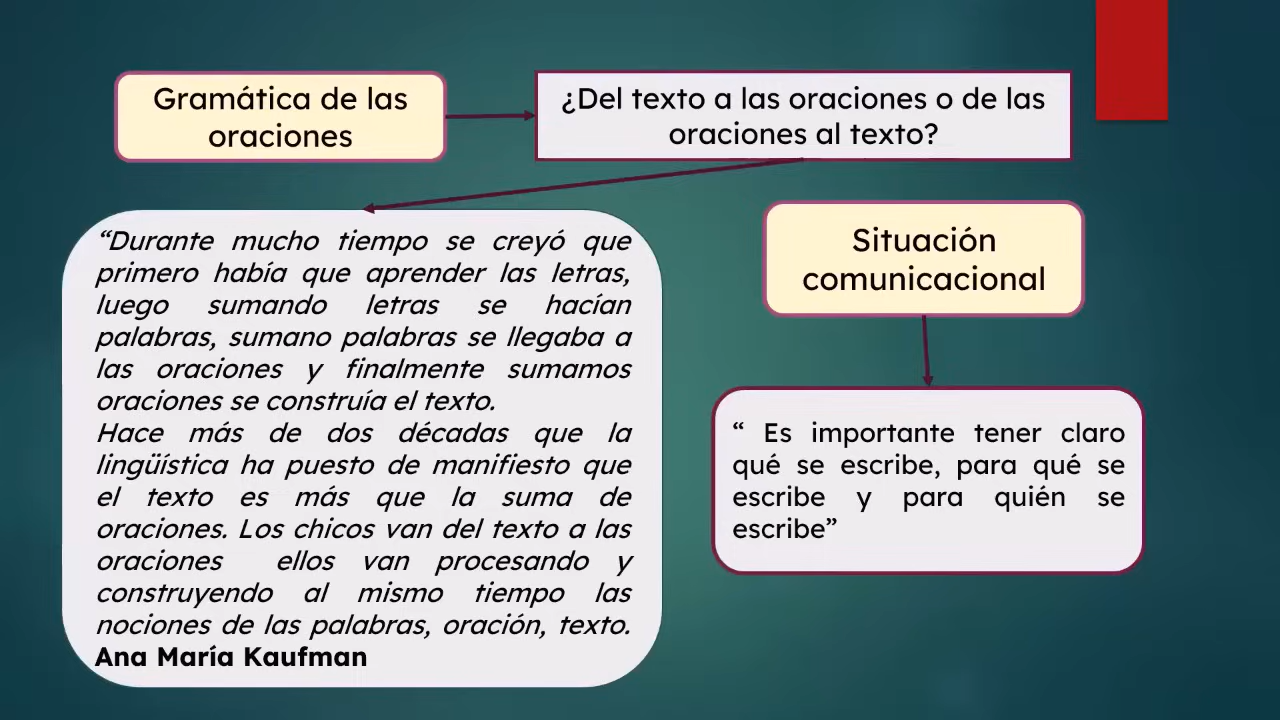 Gramática de las
oraciones
¿Del texto a las oraciones o de las
oraciones al texto?
“Durante mucho tiempo se creyó que
primero había que aprender las letras,
luego sumando letras se hacían
palabras, sumano palabras se llegaba a
las oraciones y finalmente sumamos
oraciones se construía el texto.
Hace más de dos décadas que la
lingüística ha puesto de manifiesto que
el texto es más que la suma de
oraciones. Los chicos van del texto a las
oraciones ellos van procesando y
construyendo al mismo tiempo las
nociones de las palabras, oración, texto.
Ana María Kaufman
Situación
comunicacional
“ Es importante tener claro
qué se escribe, para qué se
escribe y para quién se
escribe”